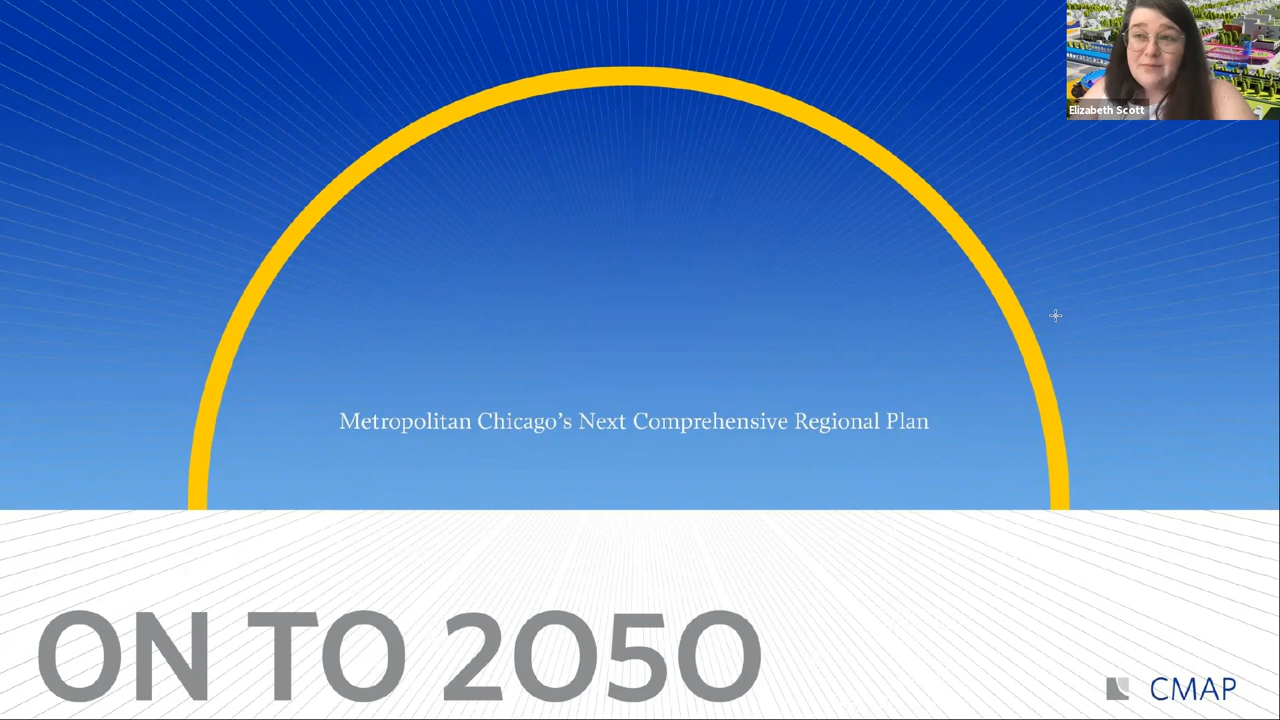 Elizabeth Scott
Metropolitan Chicago’s Next Comprehensive Regional Plan
ON TO 2050
CMAP